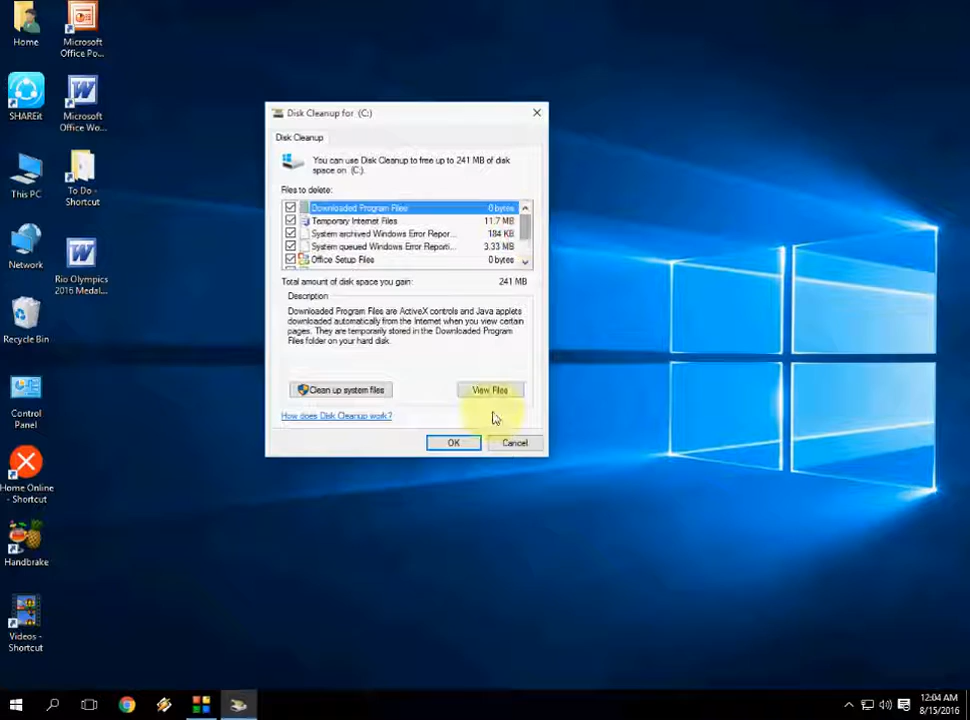 Home
Microsoft
Office Po...
SHAREit
Microsoft
Office Wo...
This PC
To Do -
Shortcut
Network
Rio Olympics
2016 Medal...
Recycle Bin
Control
Panel
Home Online
- Shortcut
Handbrake
Videos -
Shortcut
Disk Cleanup for (C:)
Disk Cleanup
You can use Disk Cleanup to free up to 241 MB of disk
space on (C:).
Files to delete:
Downloaded Program Files 0 bytes
Temporary Internet Files 11.7 MB
System archived Windows Error Repor... 184 KB
System queued Windows Error Reporti... 3.33 MB
Office Setup Files 0 bytes
Total amount of disk space you gain: 241 MB
Description
Downloaded Program Files are ActiveX controls and Java applets
downloaded automatically from the Internet when you view certain
pages. They are temporarily stored in the Downloaded Program
Files folder on your hard disk.
Clean up system files
View Files
How does Disk Cleanup work?
OK
Cancel
12:04 AM
8/15/2016